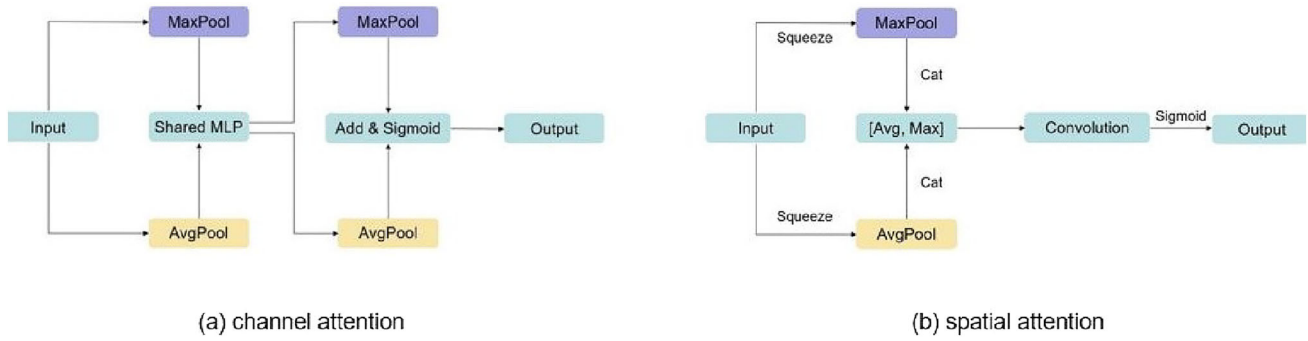 MaxPool
MaxPool
Input
Shared MLP
Add & Sigmoid
Output
AvgPool
AvgPool
(a) channel attention
MaxPool
Squeeze
Cat
Input
[Avg, Max]
Convolution
Sigmoid
Output
Cat
Squeeze
AvgPool
(b) spatial attention